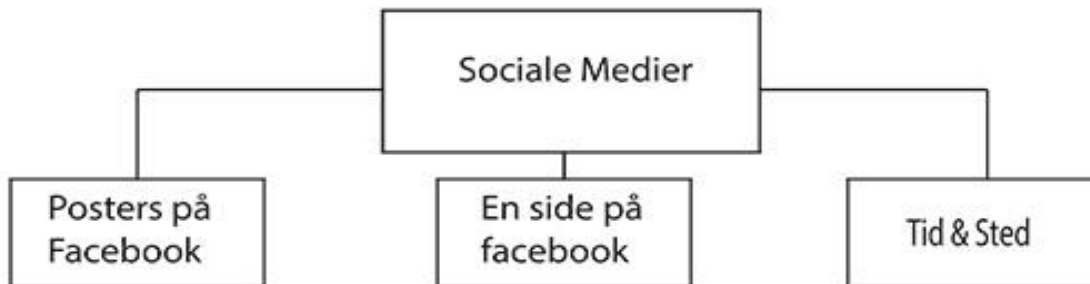 Sociale Medier
Posters på
Facebook
En side på
facebook
Tid & Sted